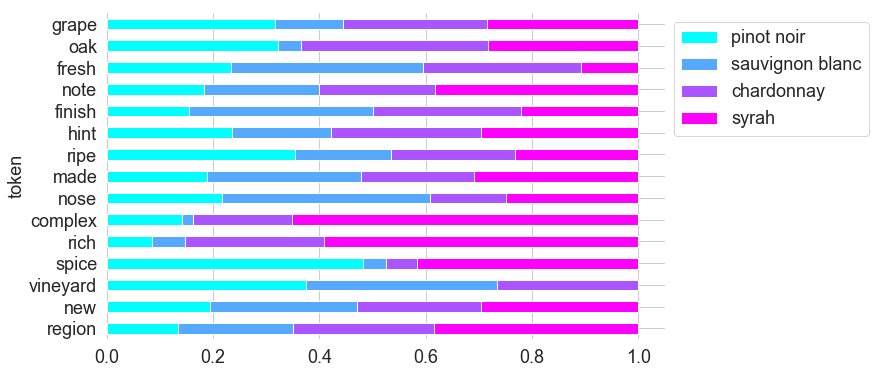 grape
oak
fresh
note
finish
hint
ripe
made
nose
complex
rich
spice
vineyard
new
region
token
0.0 0.2 0.4 0.6 0.8 1.0
pinot noir
sauvignon blanc
chardonnay
syrah